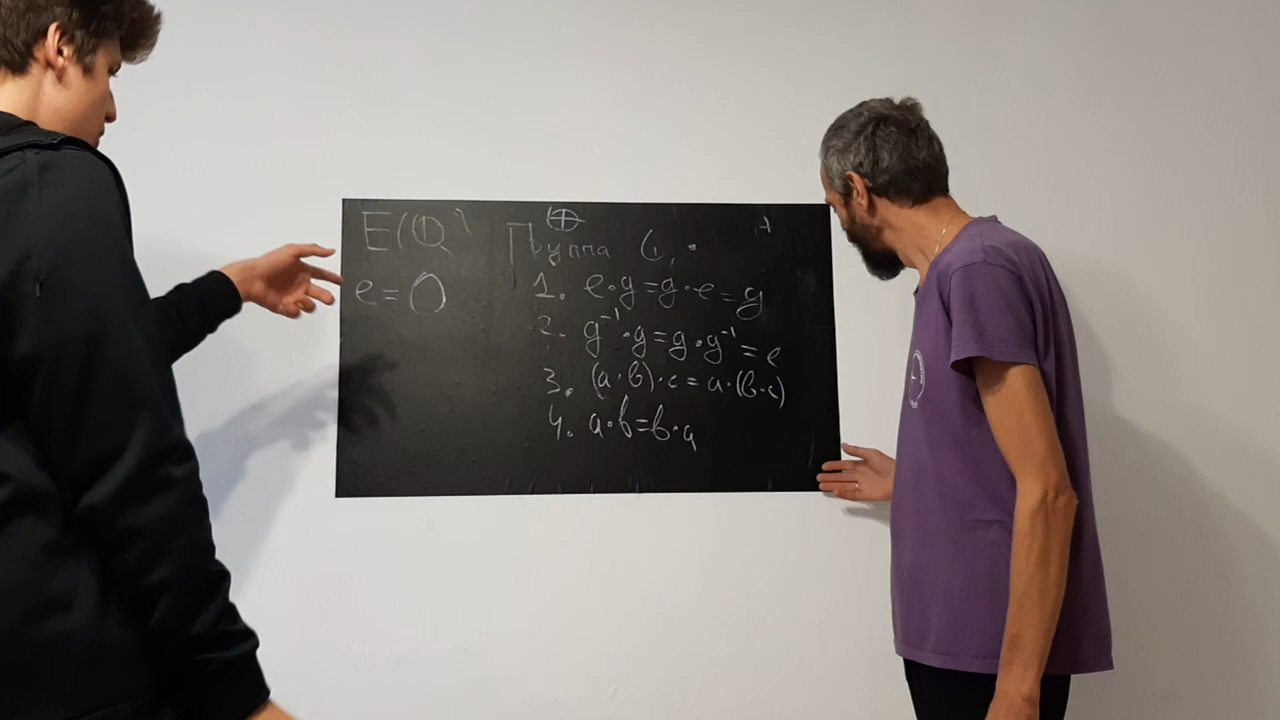 E(Q)
e=O
⊕
Группа G, •
1. e•g=g•e=g
2. g⁻¹•g=g•g⁻¹=e
3. (a•b)•c=a•(b•c)
4. a•b=b•a